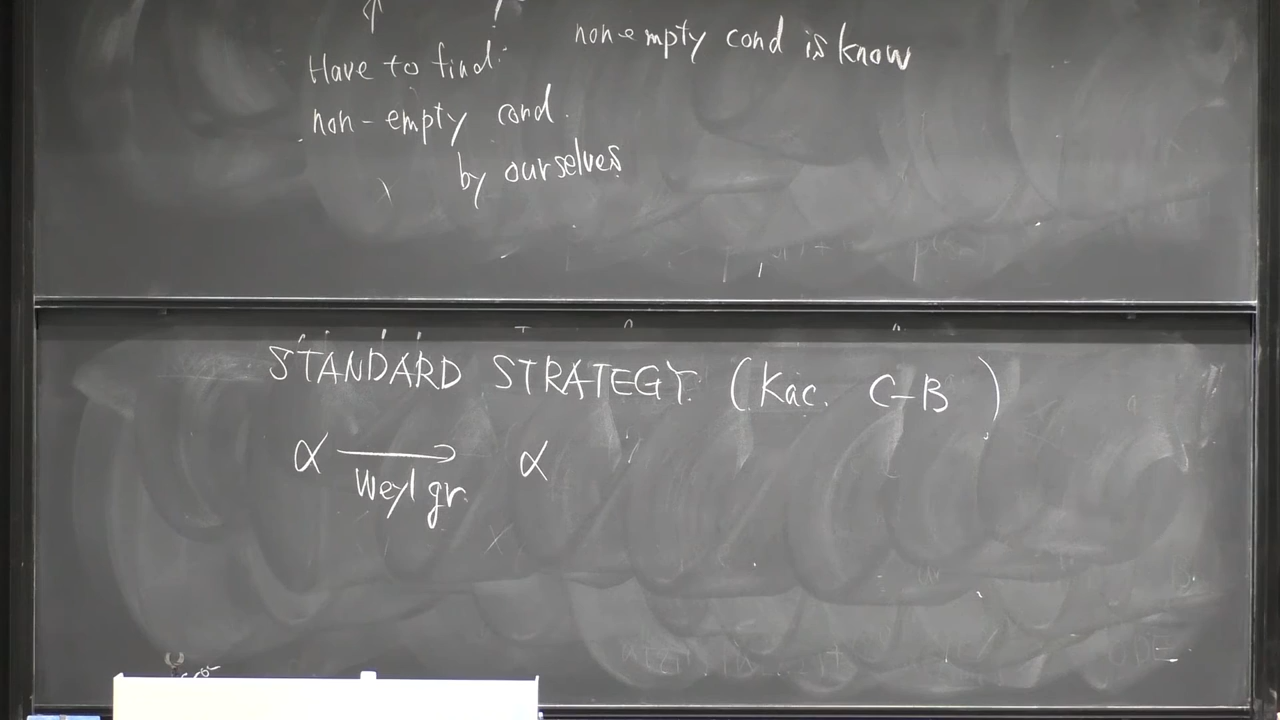 non-empty cond is know
Have to find:
non-empty cond.
by ourselves
STANDARD STRATEGY (Kac. C-B )
α → α
Weyl gr.